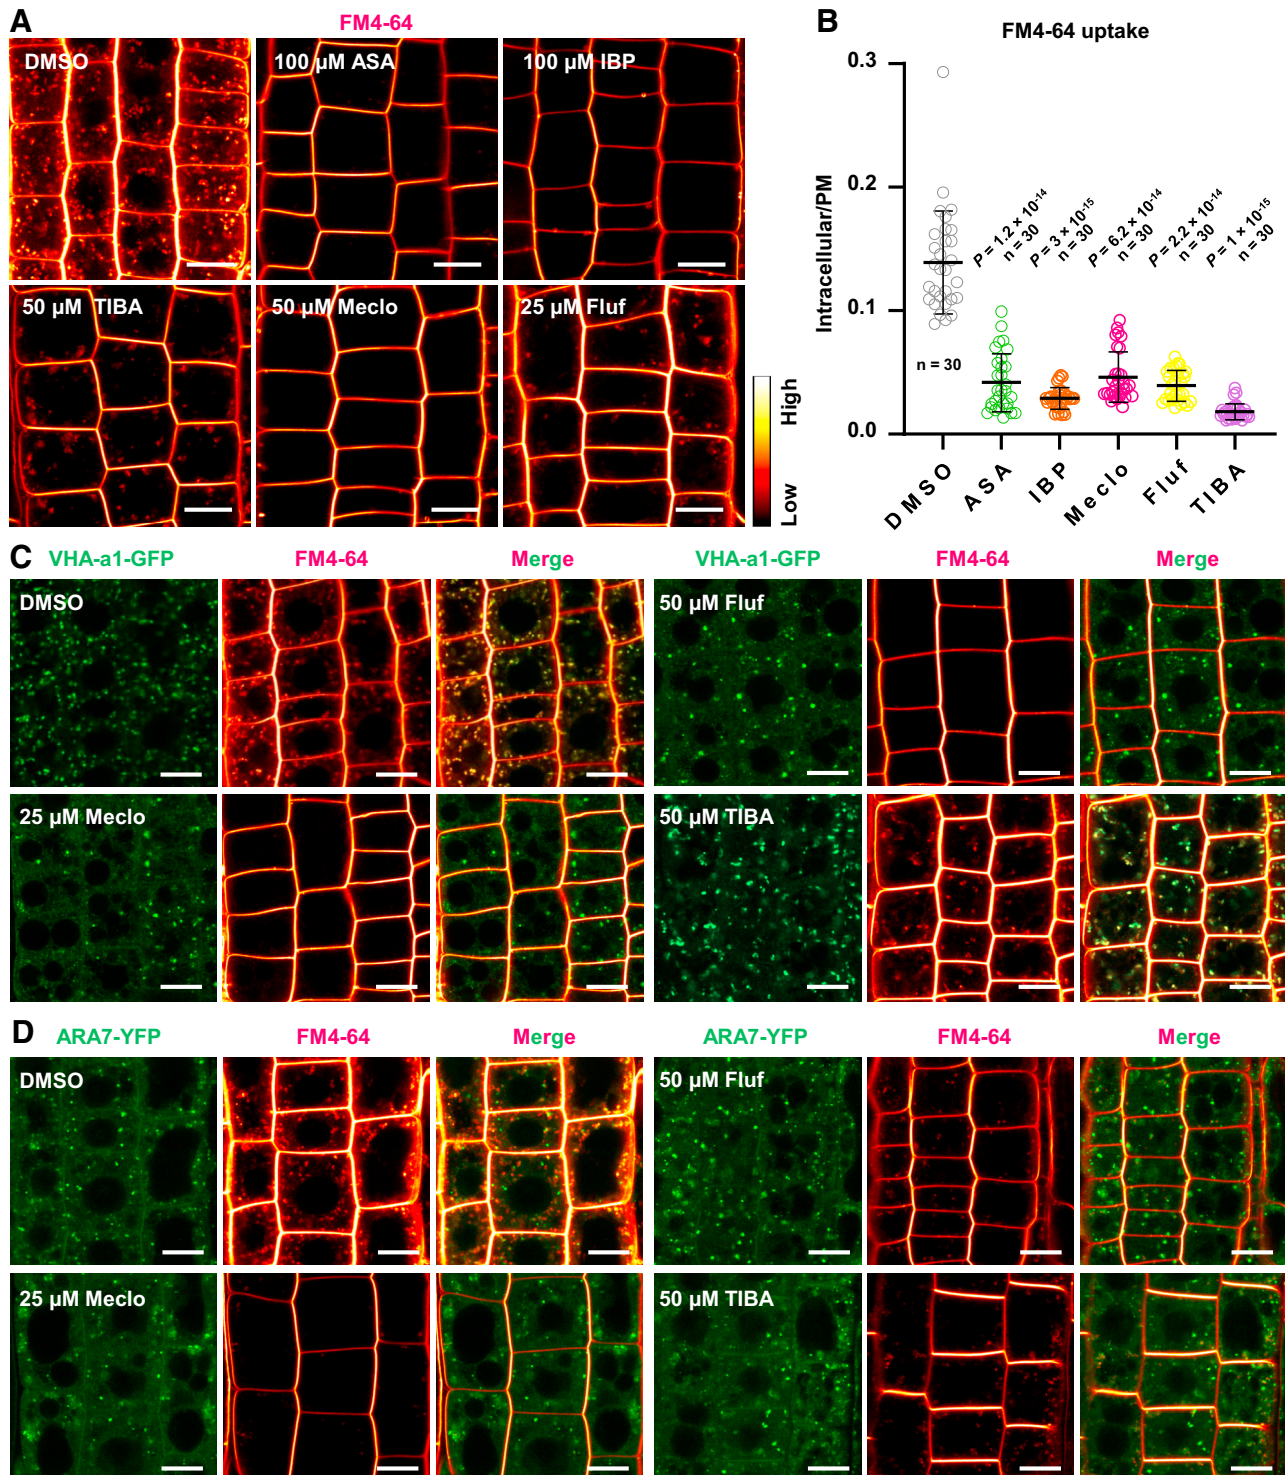 A
FM4-64
DMSO
100 µM ASA
100 µM IBP
50 µM TIBA
50 µM Meclo
25 µM Fluf
Low High
B
FM4-64 uptake
Intracellular/PM
0.3
0.2
0.1
0.0
n = 30
P = 1.2 × 10-14
n = 30
P = 3 × 10-15
n = 30
P = 6.2 × 10-14
n = 30
P = 2.2 × 10-14
n = 30
P = 1 × 10-15
n = 30
DMSO
ASA
IBP
Meclo
Fluf
TIBA
C
VHA-a1-GFP FM4-64 Merge VHA-a1-GFP FM4-64 Merge
DMSO
50 µM Fluf
25 µM Meclo
50 µM TIBA
D
ARA7-YFP FM4-64 Merge ARA7-YFP FM4-64 Merge
DMSO
50 µM Fluf
25 µM Meclo
50 µM TIBA